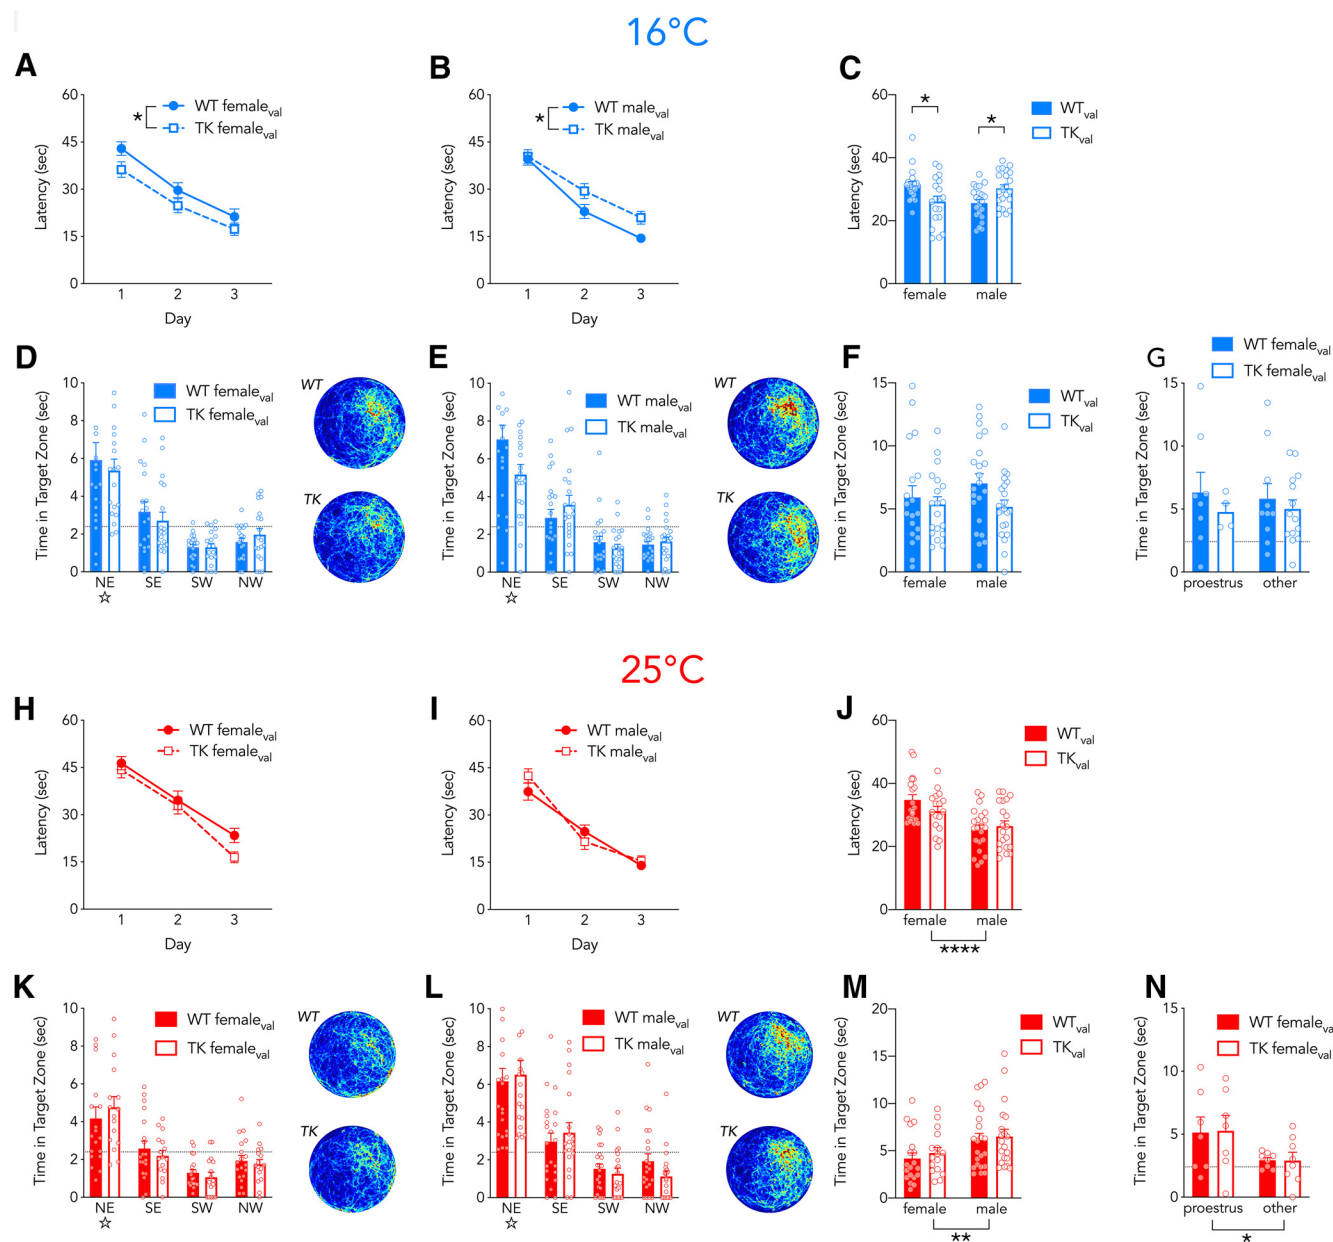 16°C
A
Latency (sec)
60
45
30
15
0
1 2 3
Day
*
WT female_val
TK female_val
B
Latency (sec)
60
45
30
15
0
1 2 3
Day
*
WT male_val
TK male_val
C
Latency (sec)
60
40
20
0
female male
* *
WT_val
TK_val
D
Time in Target Zone (sec)
10
8
6
4
2
0
NE SE SW NW
☆
WT female_val
TK female_val
WT
TK
E
Time in Target Zone (sec)
10
8
6
4
2
0
NE SE SW NW
☆
WT male_val
TK male_val
WT
TK
F
Time in Target Zone (sec)
15
10
5
0
female male
WT_val
TK_val
G
WT female_val
TK female_val
Time in Target Zone (sec)
15
10
5
0
proestrus other
25°C
H
Latency (sec)
60
45
30
15
0
1 2 3
Day
WT female_val
TK female_val
I
Latency (sec)
60
45
30
15
0
1 2 3
Day
WT male_val
TK male_val
J
Latency (sec)
60
40
20
0
female male
****
WT_val
TK_val
K
Time in Target Zone (sec)
10
8
6
4
2
0
NE SE SW NW
☆
WT female_val
TK female_val
WT
TK
L
Time in Target Zone (sec)
10
8
6
4
2
0
NE SE SW NW
☆
WT male_val
TK male_val
WT
TK
M
Time in Target Zone (sec)
20
15
10
5
0
female male
**
WT_val
TK_val
N
Time in Target Zone (sec)
15
10
5
0
proestrus other
*
WT female_va
TK female_val